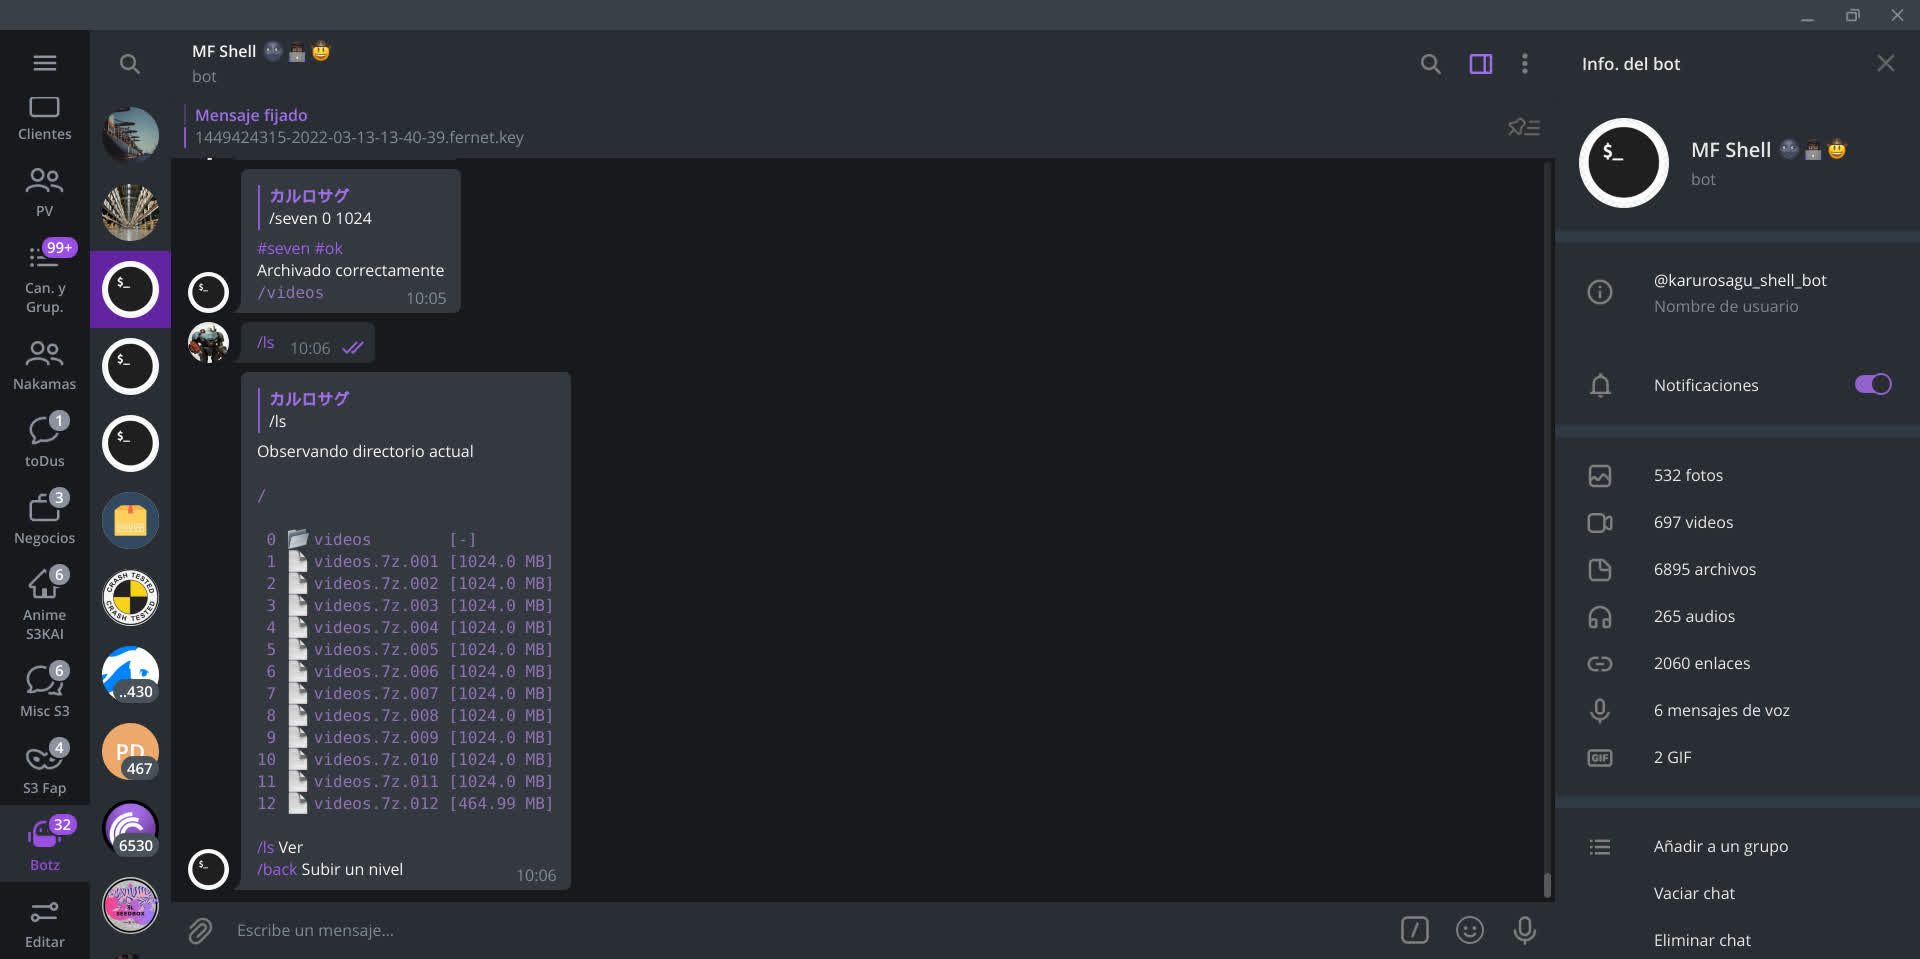 Clientes
PV
99+
Can. y
Grup.
Nakamas
1
toDus
3
Negocios
6
Anime
S3KAI
6
Misc S3
4
S3 Fap
32
Botz
Editar
$_
$_
$_
CRASH TESTED
CRASH TESTED
..430
PD
467
6530
SEEDBOX
MF Shell
bot
Mensaje fijado
1449424315-2022-03-13-13-40-39.fernet.key
カルロサグ
/seven 0 1024
#seven #ok
Archivado correctamente
/videos
10:05
$_
/ls 10:06
カルロサグ
/ls
Observando directorio actual
/
0 videos [-]
1 videos.7z.001 [1024.0 MB]
2 videos.7z.002 [1024.0 MB]
3 videos.7z.003 [1024.0 MB]
4 videos.7z.004 [1024.0 MB]
5 videos.7z.005 [1024.0 MB]
6 videos.7z.006 [1024.0 MB]
7 videos.7z.007 [1024.0 MB]
8 videos.7z.008 [1024.0 MB]
9 videos.7z.009 [1024.0 MB]
10 videos.7z.010 [1024.0 MB]
11 videos.7z.011 [1024.0 MB]
12 videos.7z.012 [464.99 MB]
/ls Ver
/back Subir un nivel
10:06
$_
Escribe un mensaje...
Info. del bot
$_
MF Shell
bot
@karurosagu_shell_bot
Nombre de usuario
Notificaciones
532 fotos
697 videos
6895 archivos
265 audios
2060 enlaces
6 mensajes de voz
GIF
2 GIF
Añadir a un grupo
Vaciar chat
Eliminar chat